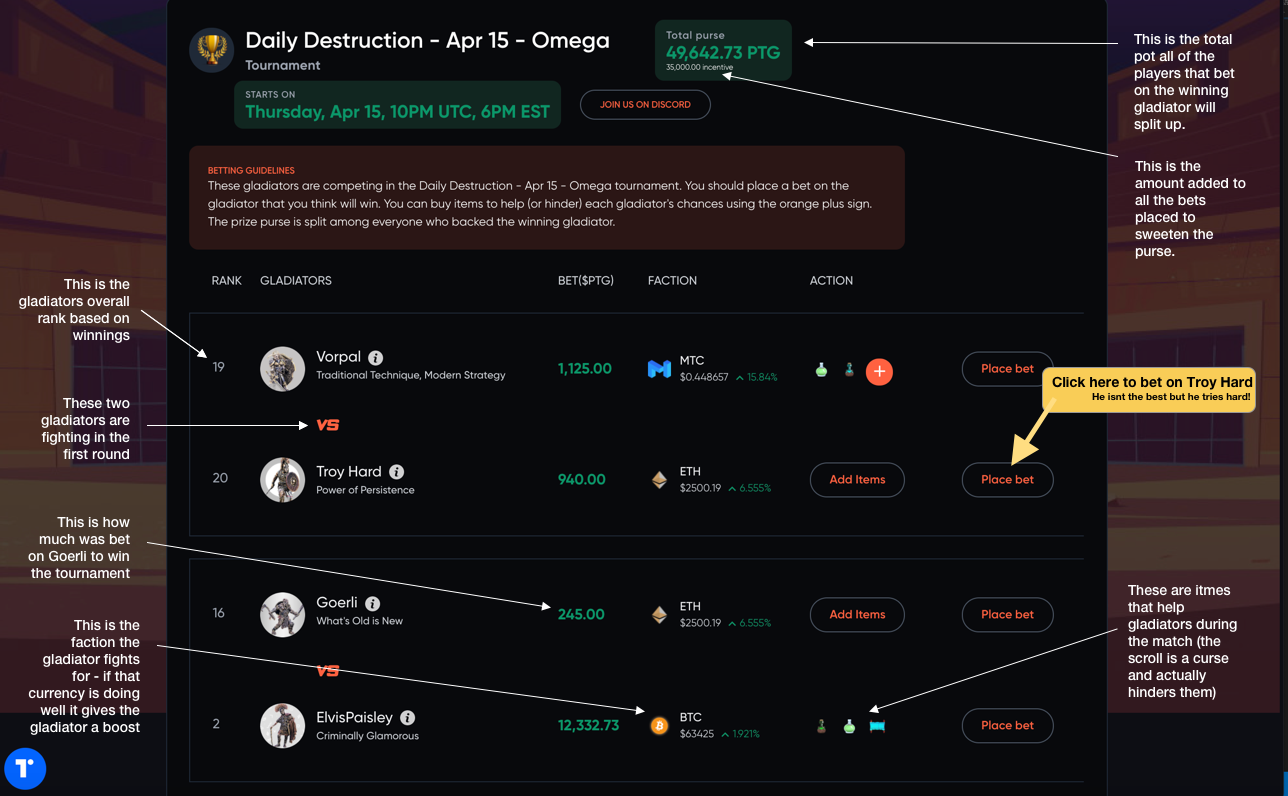 Daily Destruction - Apr 15 - Omega
Tournament
Total purse
49,642.73 PTG
35,000.00 incentive
STARTS ON
Thursday, Apr 15, 10PM UTC, 6PM EST
JOIN US ON DISCORD
This is the total
pot all of the
players that bet
on the winning
gladiator will
split up.
This is the
amount added to
all the bets
placed to
sweeten the
purse.
BETTING GUIDELINES
These gladiators are competing in the Daily Destruction - Apr 15 - Omega tournament. You should place a bet on the
gladiator that you think will win. You can buy items to help (or hinder) each gladiator's chances using the orange plus sign.
The prize purse is split among everyone who backed the winning gladiator.
RANK GLADIATORS BET($PTG) FACTION ACTION
This is the
gladiators overall
rank based on
winnings
19
Vorpal
Traditional Technique, Modern Strategy
1,125.00
MTC
$0.448657 15.84%
Place bet
Click here to bet on Troy Hard
He isnt the best but he tries hard!
These two
gladiators are
fighting in the
first round
VS
20
Troy Hard
Power of Persistence
940.00
ETH
$2500.19 6.555%
Add Items
Place bet
This is how
much was bet
on Goerli to win
the tournament
16
Goerli
What's Old is New
245.00
ETH
$2500.19 6.555%
Add Items
Place bet
This is the
faction the
gladiator fights
for - if that
currency is doing
well it gives the
gladiator a boost
VS
These are itmes
that help
gladiators during
the match (the
scroll is a curse
and actually
hinders them)
2
ElvisPaisley
Criminally Glamorous
12,332.73
BTC
$63425 1.921%
Place bet